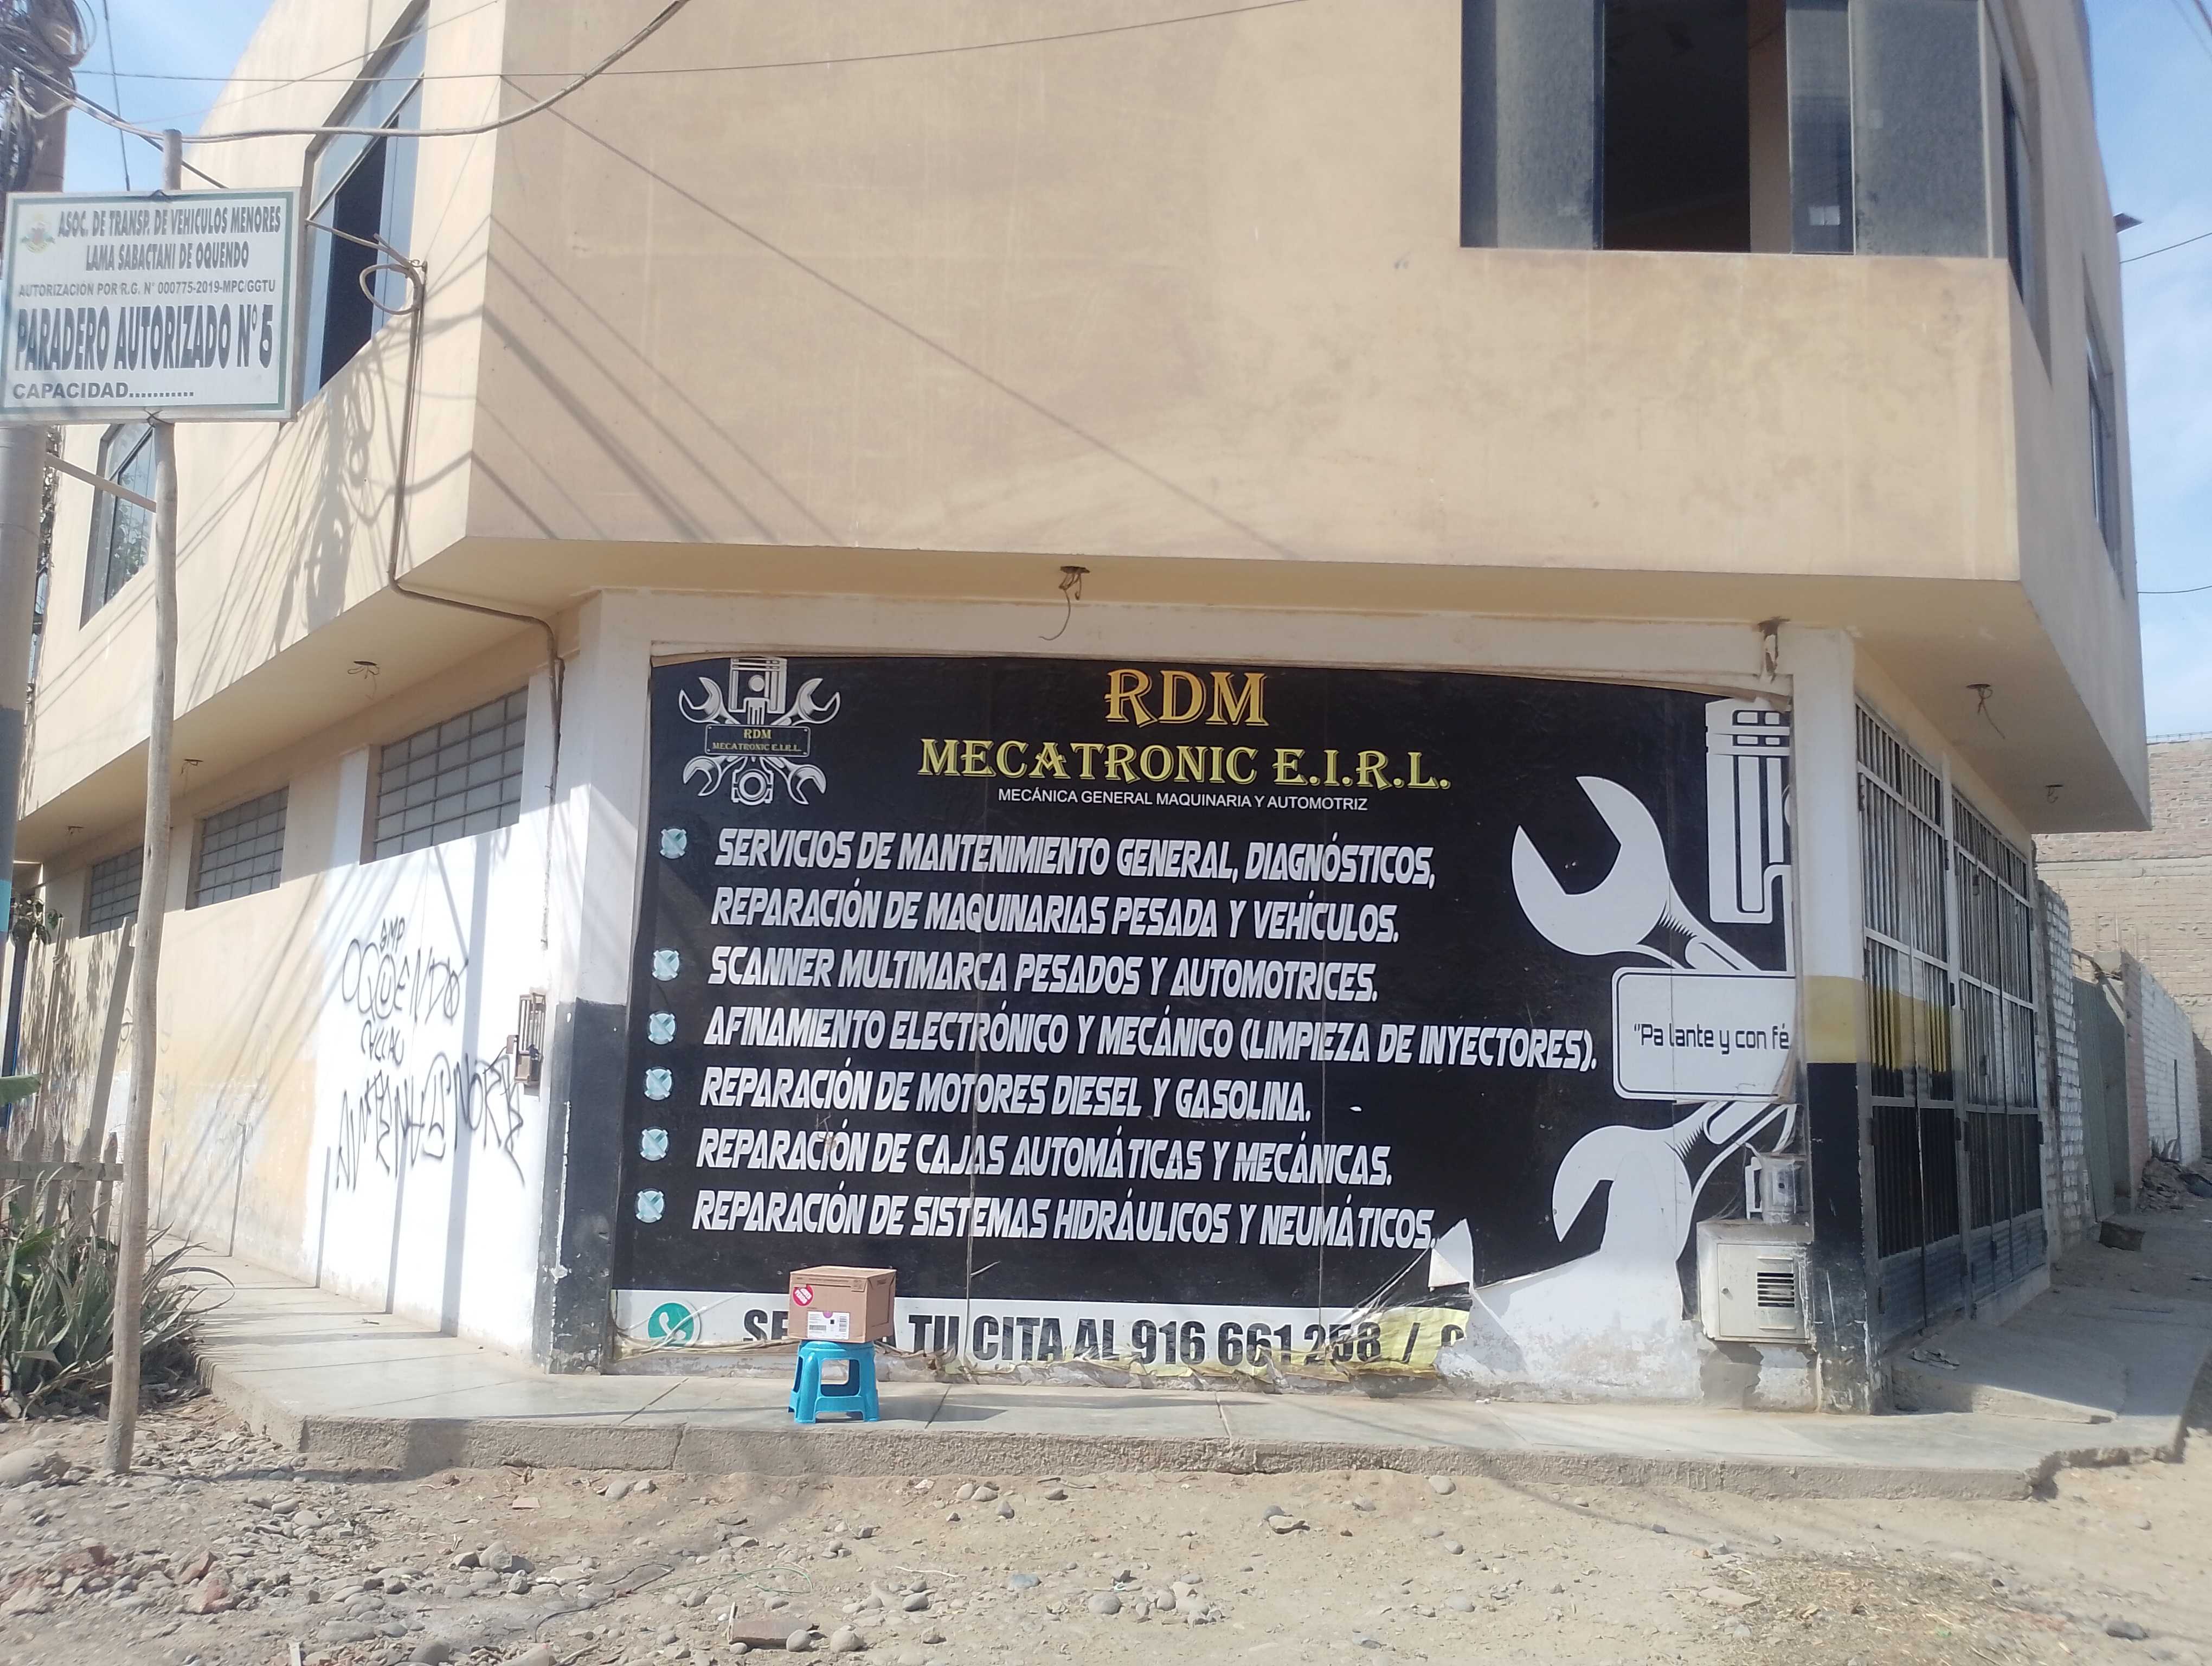 ASOC. DE TRANSP. DE VEHICULOS MENORES
LAMA SABACTANI DE OQUENDO
AUTORIZACION POR R.G. N° 000775-2019-MPC/GGTU
PARADERO AUTORIZADO N° 5
CAPACIDAD...........
RDM
MECATRONIC E.I.R.L.
RDM
MECATRONIC E.I.R.L.
MECÁNICA GENERAL MAQUINARIA Y AUTOMOTRIZ
SERVICIOS DE MANTENIMIENTO GENERAL, DIAGNÓSTICOS,
REPARACIÓN DE MAQUINARIAS PESADA Y VEHÍCULOS.
SCANNER MULTIMARCA PESADOS Y AUTOMOTRICES.
AFINAMIENTO ELECTRÓNICO Y MECÁNICO (LIMPIEZA DE INYECTORES).
REPARACIÓN DE MOTORES DIESEL Y GASOLINA.
REPARACIÓN DE CAJAS AUTOMÁTICAS Y MECÁNICAS.
REPARACIÓN DE SISTEMAS HIDRÁULICOS Y NEUMÁTICOS.
"Pa lante y con fé
TU CITA AL 916 661 258 /
OQUENDO
CALLAO